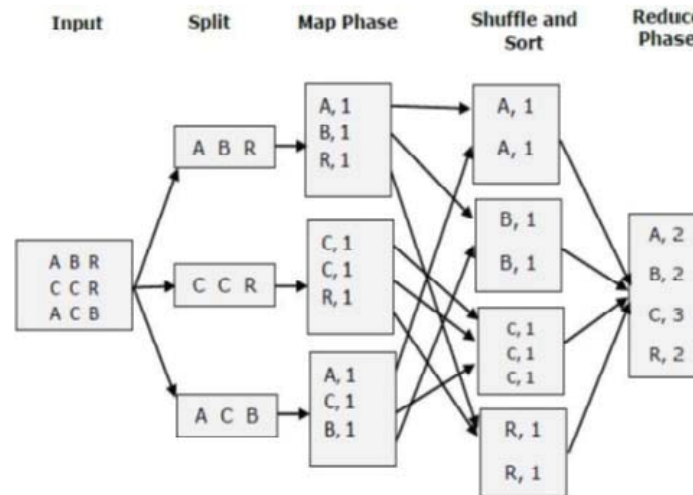 Input
Split
Map Phase
Shuffle and
Sort
Reduce
Phase
A B R
C C R
A C B
A B R
C C R
A C B
A, 1
B, 1
R, 1
C, 1
C, 1
R, 1
A, 1
C, 1
B, 1
A, 1
A, 1
B, 1
B, 1
C, 1
C, 1
C, 1
R, 1
R, 1
A, 2
B, 2
C, 3
R, 2